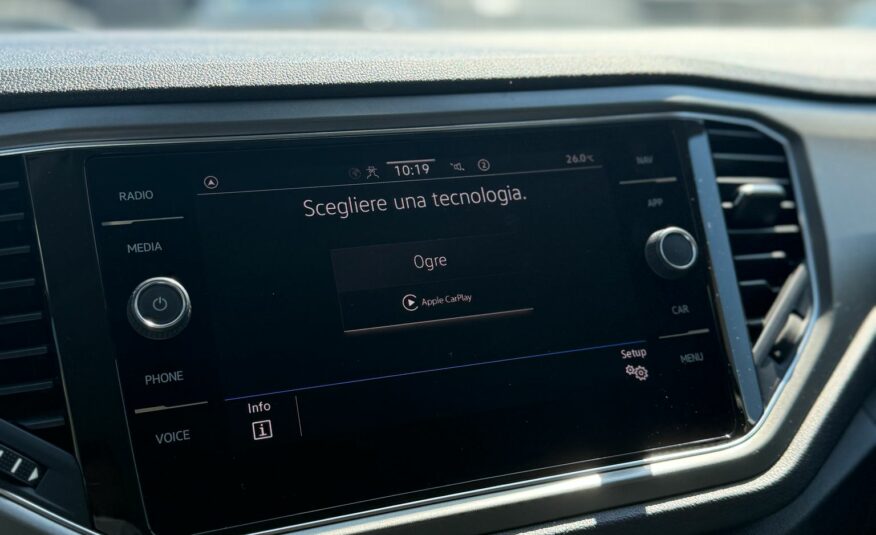 RADIO
MEDIA
PHONE
VOICE
10:19
2
26.0°C
Scegliere una tecnologia.
Ogre
Apple CarPlay
Info
i
Setup
NAV
APP
CAR
MENU